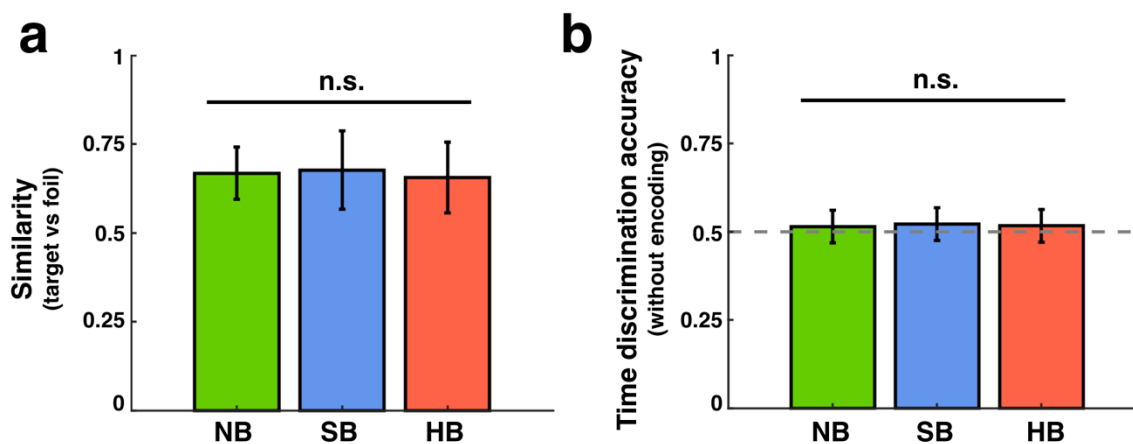 a
Similarity
(target vs foil)
1
0.75
0.5
0.25
0
n.s.
NB SB HB
b
Time discrimination accuracy
(without encoding)
1
0.75
0.5
0.25
0
n.s.
NB SB HB